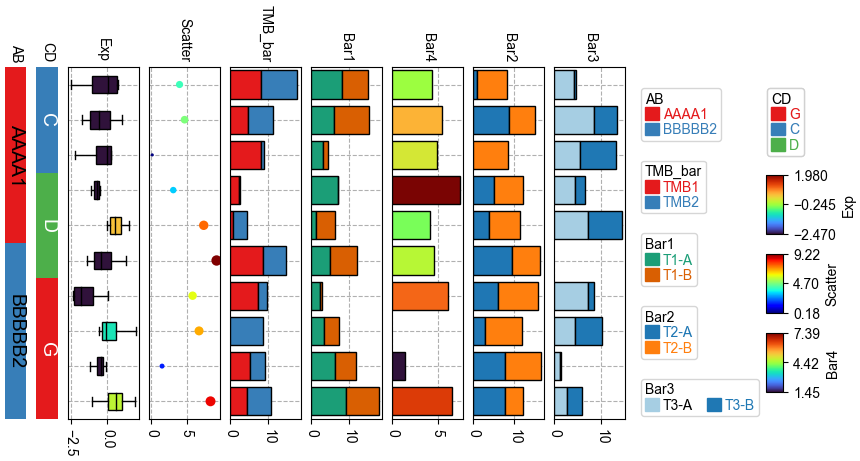 AB
CD
Exp
Scatter
TMB_bar
Bar1
Bar4
Bar2
Bar3
AAAA1
BBBBB2
C
D
G
−2.5
0.0
0
5
0
10
0
10
0
5
0
10
0
10
AB
AAAA1
BBBBB2
TMB_bar
TMB1
TMB2
Bar1
T1-A
T1-B
Bar2
T2-A
T2-B
Bar3
T3-A
T3-B
CD
G
C
D
1.980
−0.245
−2.470
Exp
9.22
4.70
0.18
Scatter
7.39
4.42
1.45
Bar4